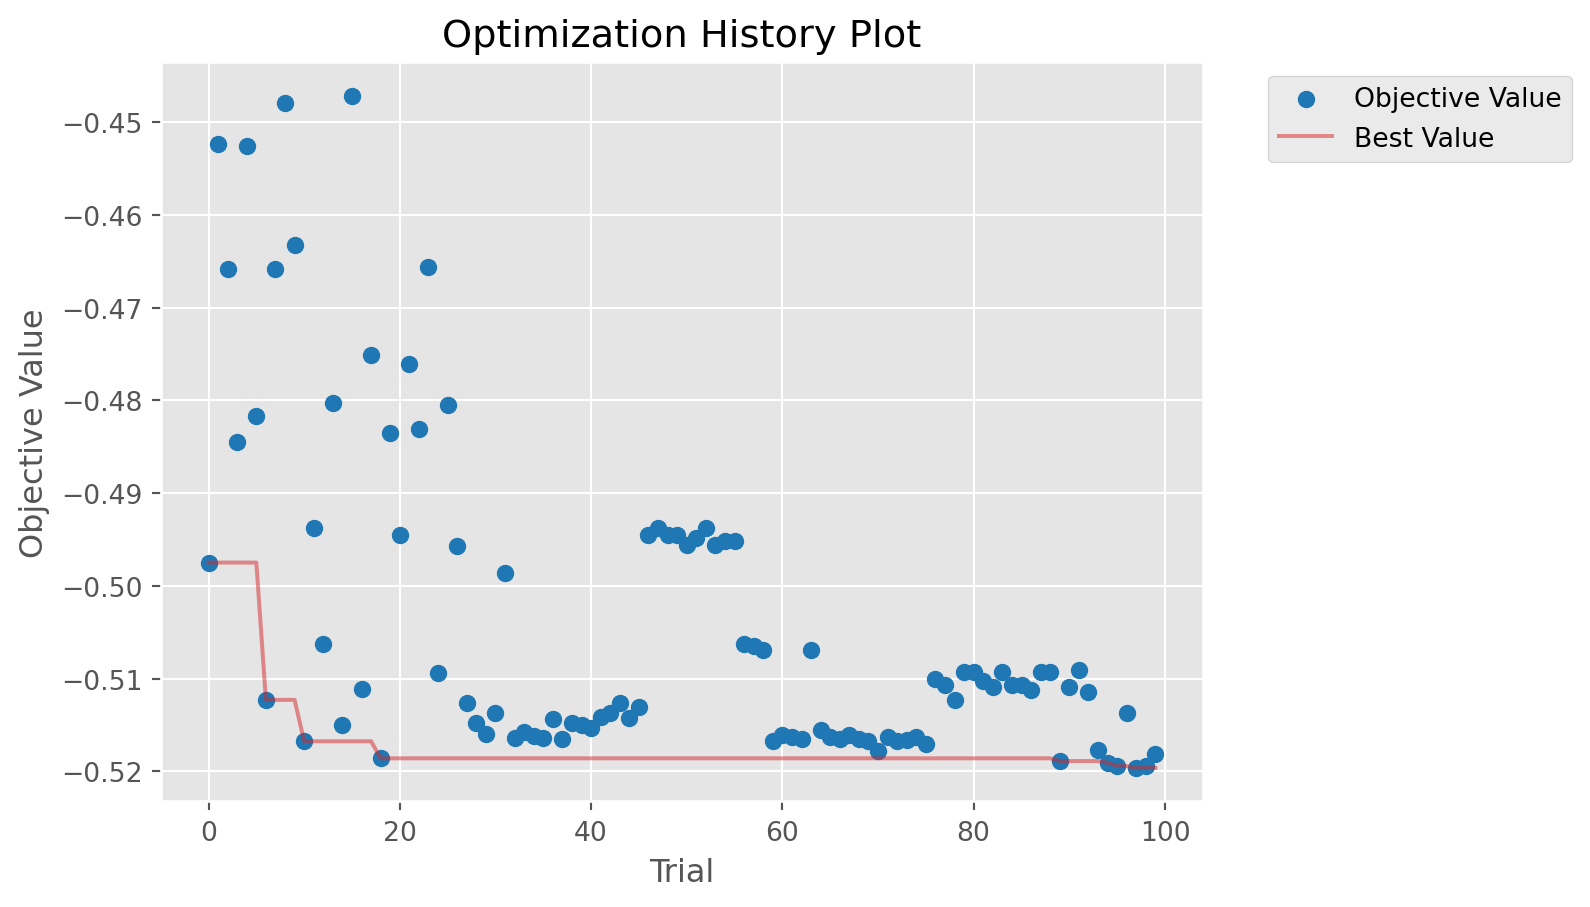 Optimization History Plot
Objective Value
Best Value
−0.45
−0.46
−0.47
−0.48
−0.49
−0.50
−0.51
−0.52
Objective Value
0
20
40
60
80
100
Trial